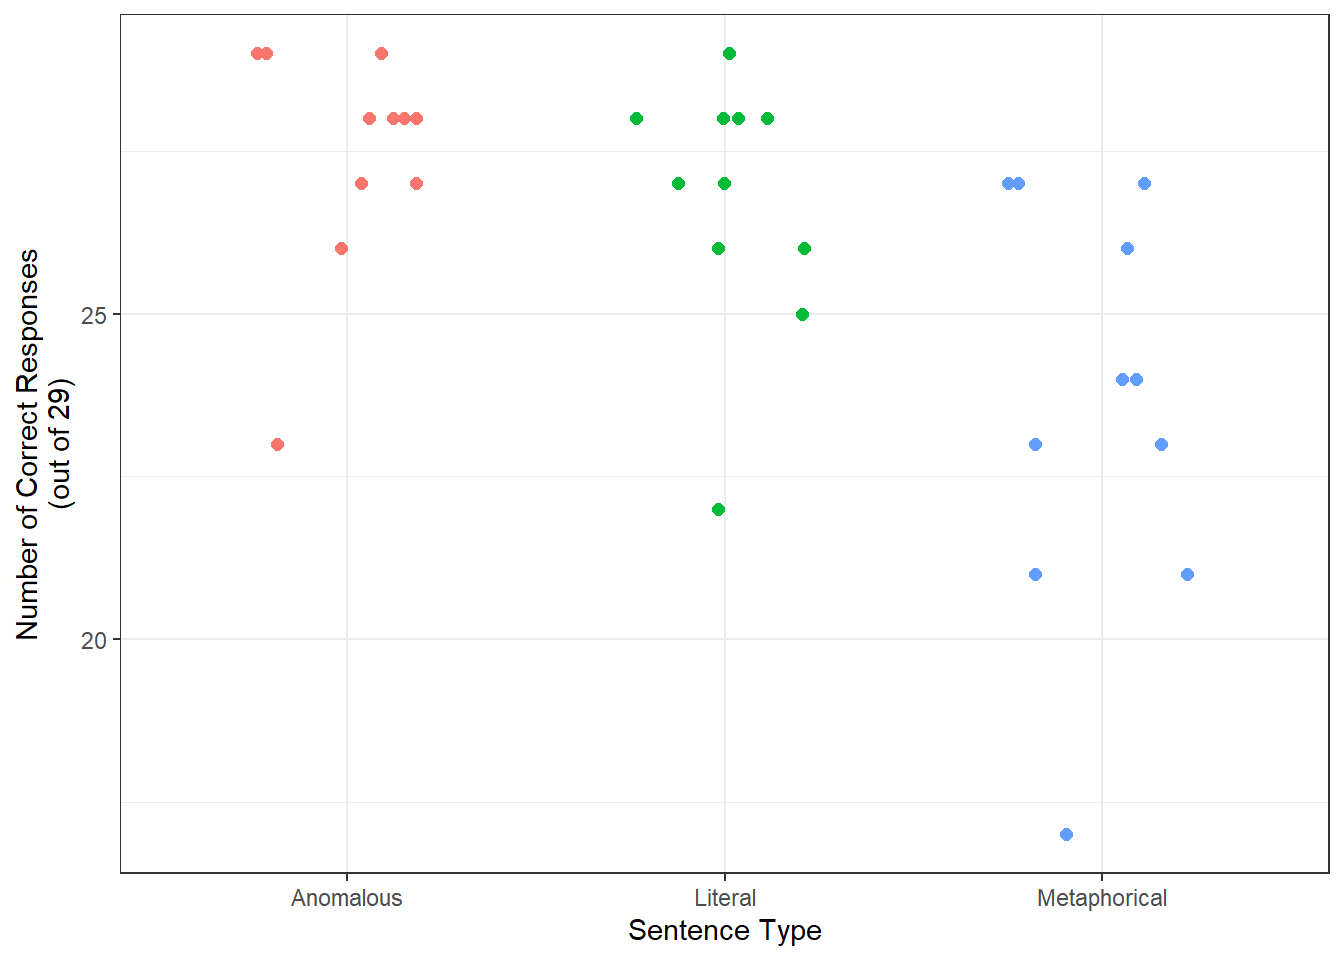 Number of Correct Responses
(out of 29)
25
20
Anomalous
Literal
Metaphorical
Sentence Type